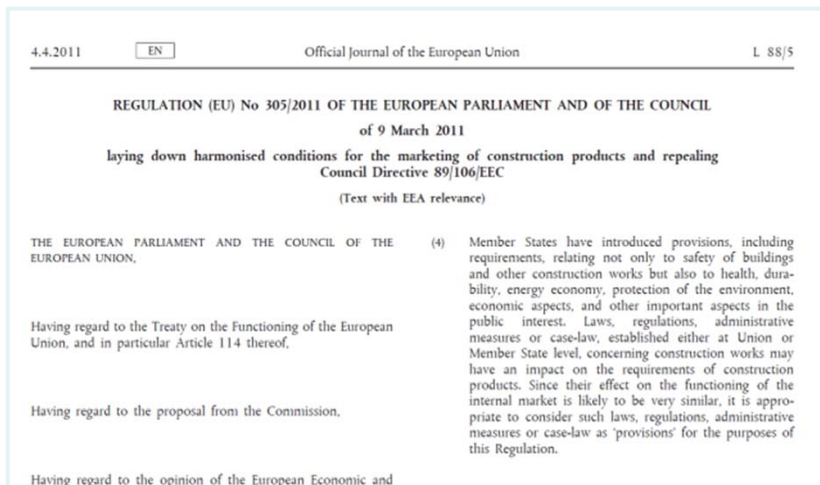 4.4.2011 EN Official Journal of the European Union L 88/5
REGULATION (EU) No 305/2011 OF THE EUROPEAN PARLIAMENT AND OF THE COUNCIL
of 9 March 2011
laying down harmonised conditions for the marketing of construction products and repealing
Council Directive 89/106/EEC
(Text with EEA relevance)
THE EUROPEAN PARLIAMENT AND THE COUNCIL OF THE
EUROPEAN UNION,
Having regard to the Treaty on the Functioning of the European
Union, and in particular Article 114 thereof,
Having regard to the proposal from the Commission,
Having regard to the opinion of the European Economic and
(4) Member States have introduced provisions, including
requirements, relating not only to safety of buildings
and other construction works but also to health, dura-
bility, energy economy, protection of the environment,
economic aspects, and other important aspects in the
public interest. Laws, regulations, administrative
measures or case-law, established either at Union or
Member State level, concerning construction works may
have an impact on the requirements of construction
products. Since their effect on the functioning of the
internal market is likely to be very similar, it is appro-
priate to consider such laws, regulations, administrative
measures or case-law as 'provisions' for the purposes of
this Regulation.